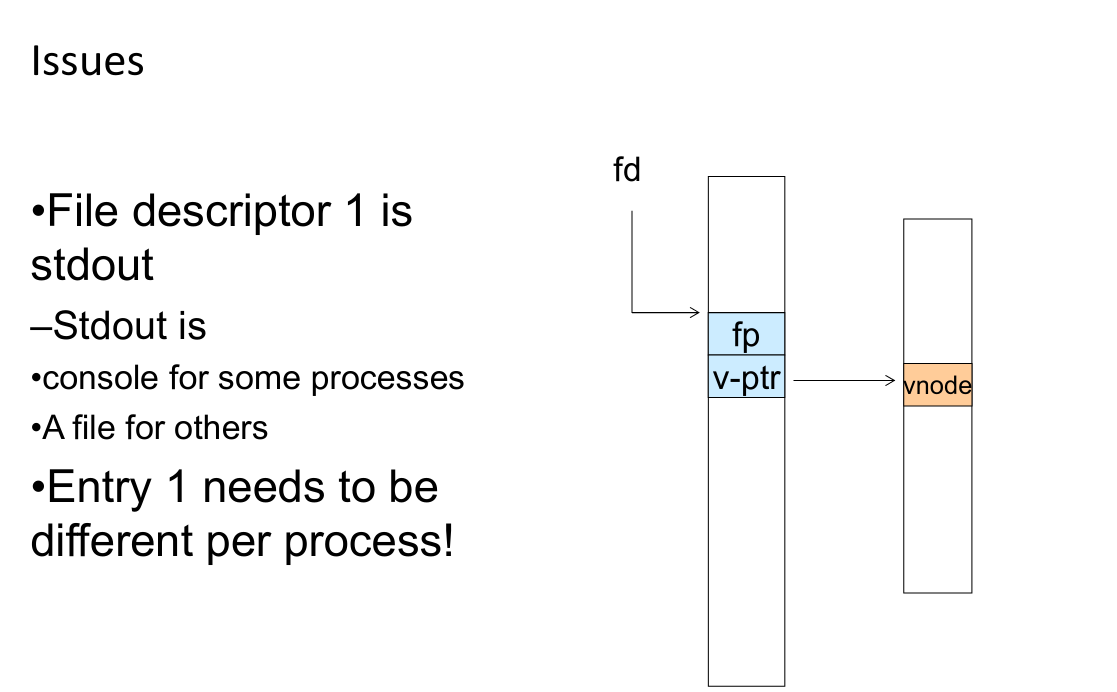 Issues
•File descriptor 1 is
stdout
–Stdout is
•console for some processes
•A file for others
•Entry 1 needs to be
different per process!
fd
fp
v-ptr
vnode